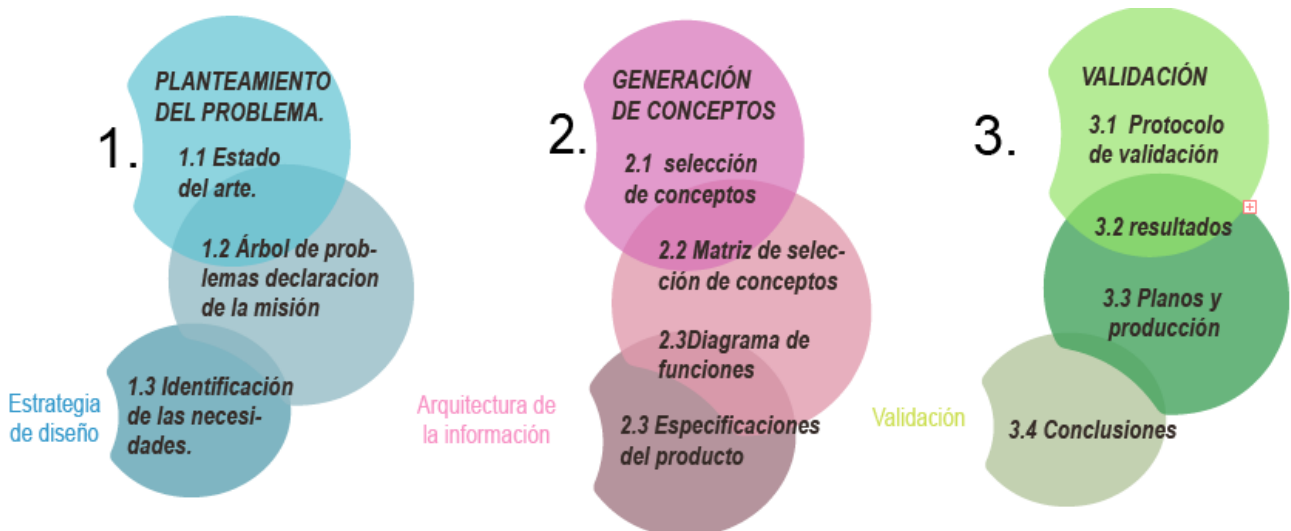 1.
PLANTEAMIENTO
DEL PROBLEMA.
1.1 Estado
del arte.
1.2 Árbol de prob-
lemas declaracion
de la misión
1.3 Identificación
de las necesi-
dades.
Estrategia
de diseño
2.
GENERACIÓN
DE CONCEPTOS
2.1 selección
de conceptos
2.2 Matriz de selec-
ción de conceptos
2.3Diagrama de
funciones
2.3 Especificaciones
del producto
Arquitectura de
la información
3.
VALIDACIÓN
3.1 Protocolo
de validación
3.2 resultados
3.3 Planos y
producción
3.4 Conclusiones
Validación